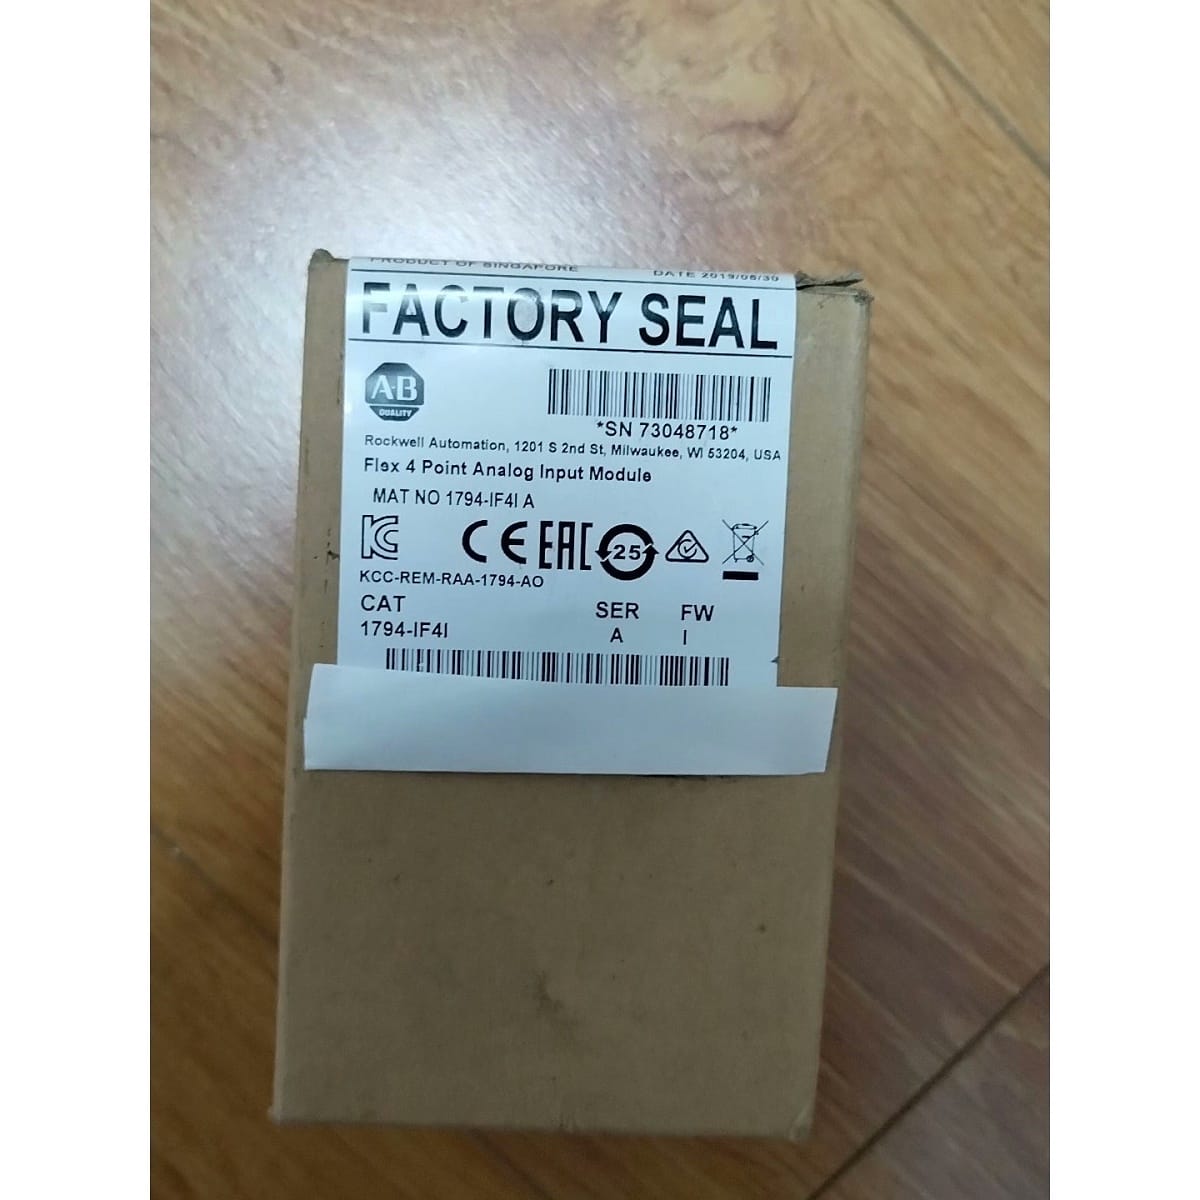 PRODUCT OF SINGAPORE DATE 2019/06/30
FACTORY SEAL
A-B
QUALITY
*SN 73048718*
Rockwell Automation, 1201 S 2nd St, Milwaukee, WI 53204, USA
Flex 4 Point Analog Input Module
MAT NO 1794-IF4I A
KC CE EAC 25
KCC-REM-RAA-1794-AO
CAT SER FW
1794-IF4I A I